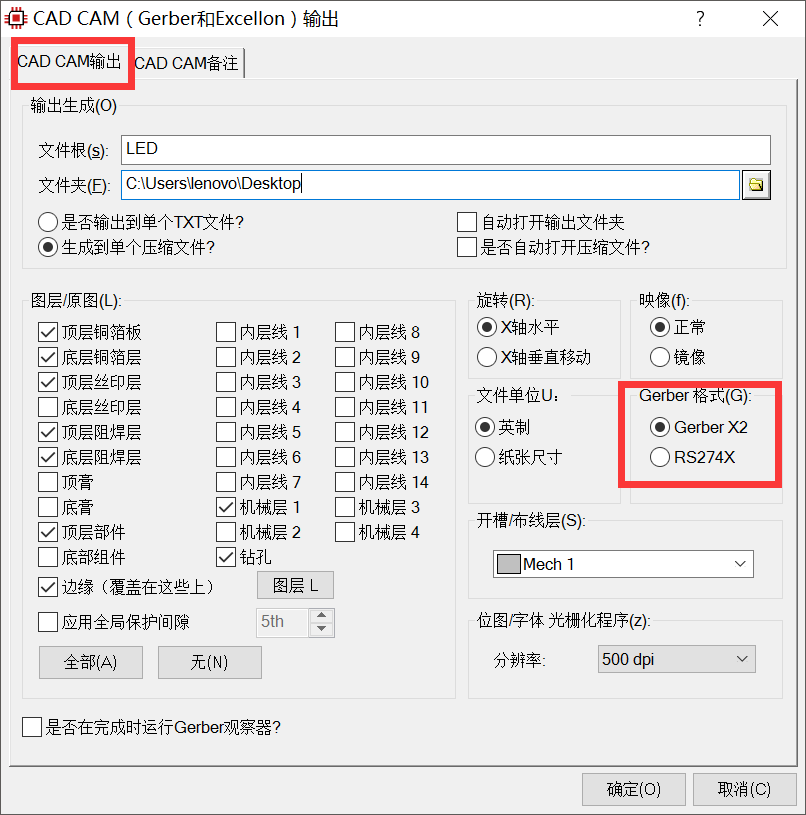 CAD CAM（Gerber和Excellon）输出
CAD CAM输出
CAD CAM备注
输出生成(O)
文件根(s):
LED
文件夹(F):
C:\Users\lenovo\Desktop
是否输出到单个TXT文件?
自动打开输出文件夹
生成到单个压缩文件?
是否自动打开压缩文件?
图层/原图(L):
顶层铜箔板
内层线 1
内层线 8
底层铜箔层
内层线 2
内层线 9
顶层丝印层
内层线 3
内层线 10
底层丝印层
内层线 4
内层线 11
顶层阻焊层
内层线 5
内层线 12
底层阻焊层
内层线 6
内层线 13
顶膏
内层线 7
内层线 14
底膏
机械层 1
机械层 3
顶层部件
机械层 2
机械层 4
底部组件
钻孔
边缘（覆盖在这些上）
图层 L
应用全局保护间隙
5th
全部(A)
无(N)
旋转(R):
X轴水平
X轴垂直移动
映像(f):
正常
镜像
文件单位U:
英制
纸张尺寸
Gerber 格式(G):
Gerber X2
RS274X
开槽/布线层(S):
Mech 1
位图/字体 光栅化程序(z):
分辨率:
500 dpi
是否在完成时运行Gerber观察器?
确定(O)
取消(C)